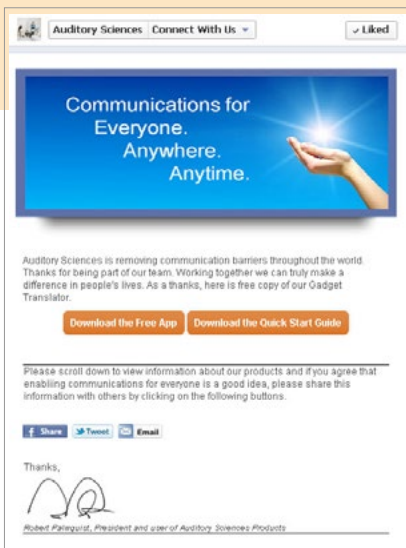 Auditory Sciences Connect With Us
Liked
Communications for
Everyone.
Anywhere.
Anytime.
Auditory Sciences is removing communication barriers throughout the world.
Thanks for being part of our team. Working together we can truly make a
difference in people's lives. As a thanks, here is free copy of our Gadget
Translator.
Download the Free App Download the Quick Start Guide
Please scroll down to view information about our products and if you agree that
enabling communications for everyone is a good idea, please share this
information with others by clicking on the following buttons.
f Share Tweet Email
Thanks,
Robert Palmquist, President and user of Auditory Sciences Products